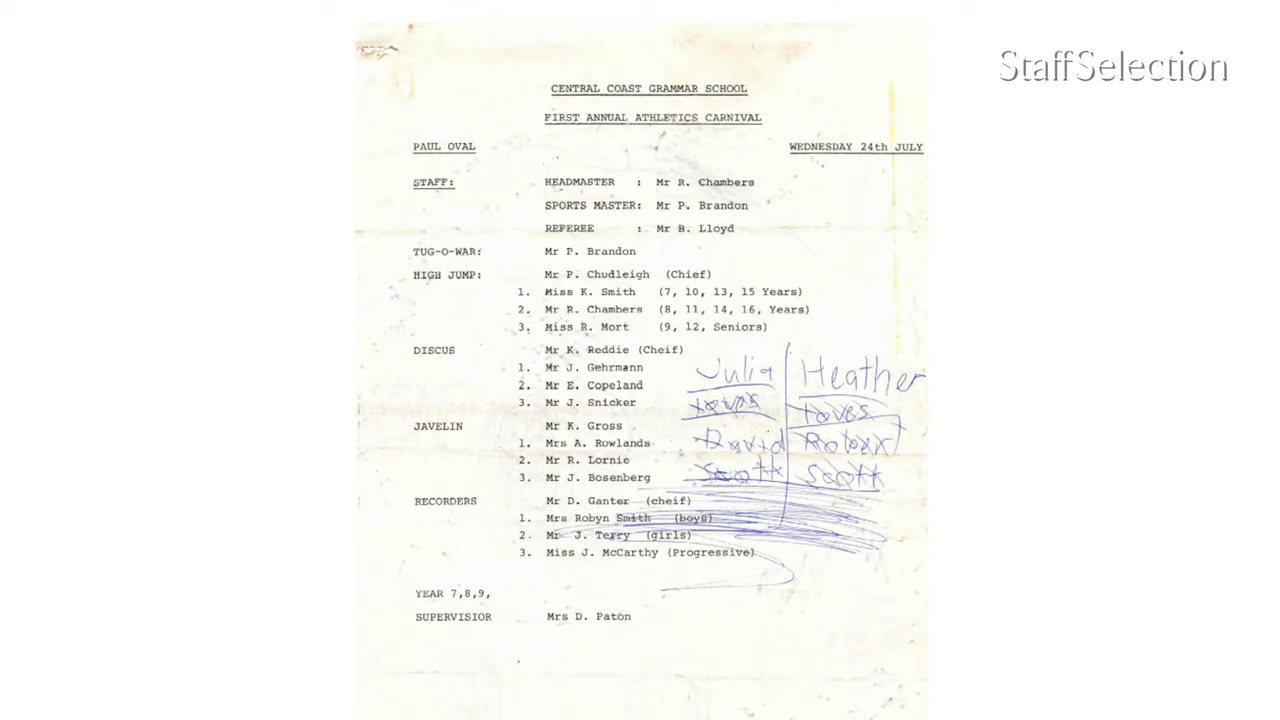 StaffSelection
CENTRAL COAST GRAMMAR SCHOOL
FIRST ANNUAL ATHLETICS CARNIVAL
PAUL OVAL WEDNESDAY 24th JULY
STAFF: HEADMASTER : Mr R. Chambers
SPORTS MASTER: Mr P. Brandon
REFEREE : Mr B. Lloyd
TUG-O-WAR: Mr P. Brandon
HIGH JUMP: Mr P. Chudleigh (Chief)
1. Miss K. Smith (7, 10, 13, 15 Years)
2. Mr R. Chambers (8, 11, 14, 16, Years)
3. Miss R. Mort (9, 12, Seniors)
DISCUS Mr K. Reddie (Cheif)
1. Mr J. Gehrmann
2. Mr E. Copeland
3. Mr J. Snicker
Julia Heather
loves loves
David
Scott Scott
JAVELIN Mr K. Gross
1. Mrs A. Rowlands
2. Mr R. Lornie
3. Mr J. Bosenberg
RECORDERS Mr D. Ganter (cheif)
1. Mrs Robyn Smith (boys)
2. Mr J. Terry (girls)
3. Miss J. McCarthy (Progressive)
YEAR 7,8,9,
SUPERVISIOR Mrs D. Paton